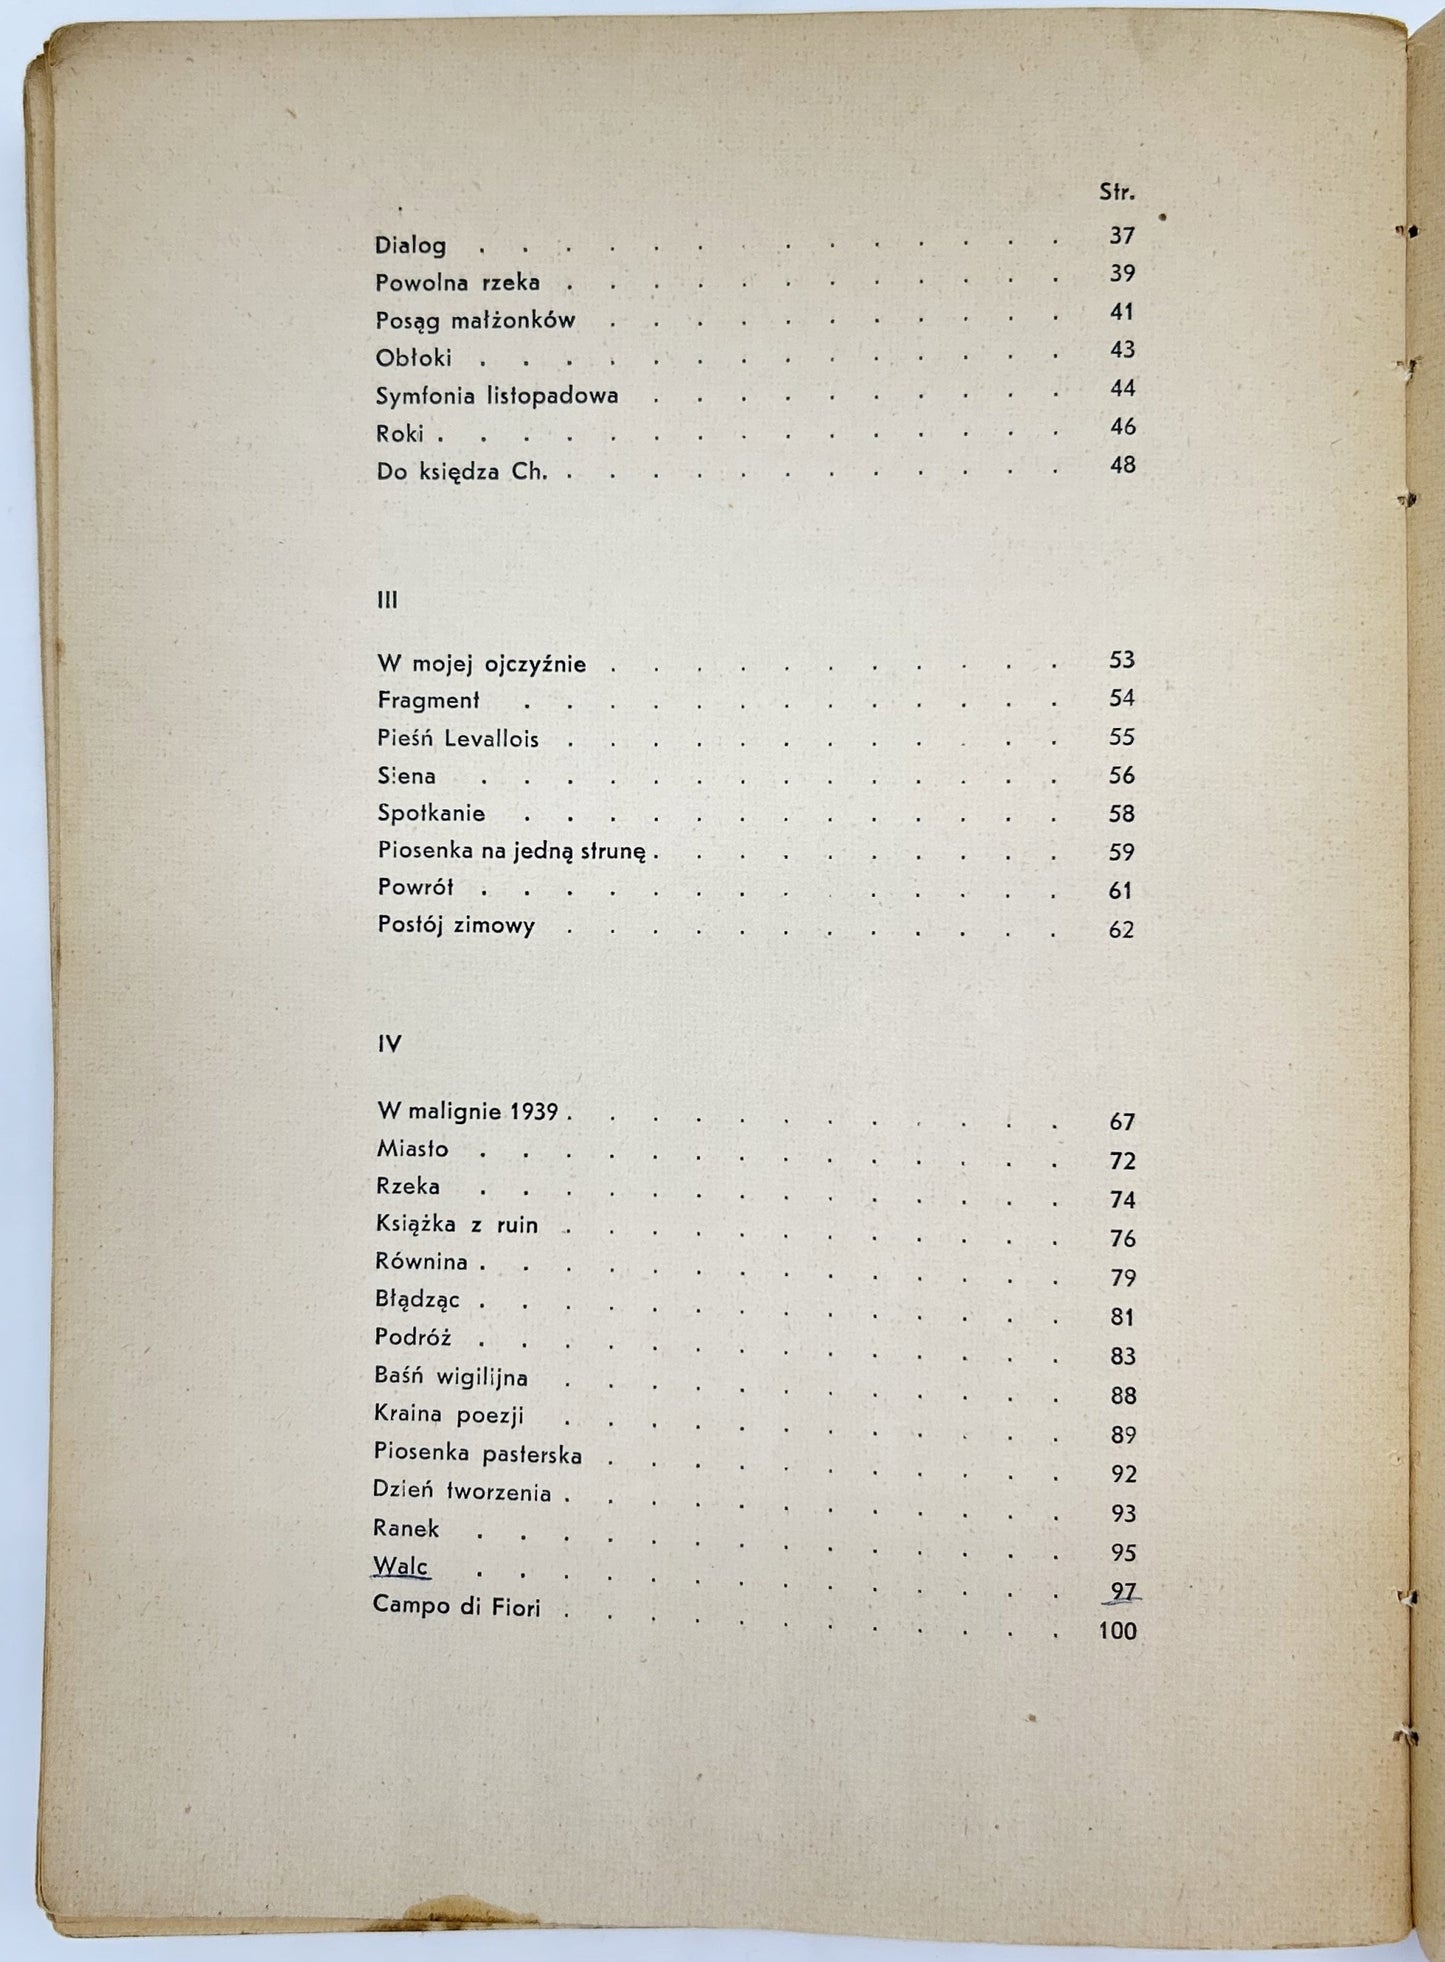 Str.
Dialog . . . . . . . . . . . . . . 37
Powolna rzeka . . . . . . . . . . . . 39
Posąg małżonków . . . . . . . . . . . 41
Obłoki . . . . . . . . . . . . . . 43
Symfonia listopadowa . . . . . . . . . . 44
Roki . . . . . . . . . . . . . . . 46
Do księdza Ch. . . . . . . . . . . . . 48
III
W mojej ojczyźnie . . . . . . . . . . . 53
Fragment . . . . . . . . . . . . . 54
Pieśń Levallois . . . . . . . . . . . . 55
Siena . . . . . . . . . . . . . . 56
Spotkanie . . . . . . . . . . . . . 58
Piosenka na jedną strunę . . . . . . . . . . 59
Powrót . . . . . . . . . . . . . . 61
Postój zimowy . . . . . . . . . . . . 62
IV
W malignie 1939 . . . . . . . . . . . . 67
Miasto . . . . . . . . . . . . . . 72
Rzeka . . . . . . . . . . . . . . 74
Książka z ruin . . . . . . . . . . . . 76
Równina . . . . . . . . . . . . . . 79
Błądząc . . . . . . . . . . . . . . 81
Podróż . . . . . . . . . . . . . . 83
Baśń wigilijna . . . . . . . . . . . . 88
Kraina poezji . . . . . . . . . . . . 89
Piosenka pasterska . . . . . . . . . . . 92
Dzień tworzenia . . . . . . . . . . . . 93
Ranek . . . . . . . . . . . . . . 95
Walc . . . . . . . . . . . . . . 97
Campo di Fiori . . . . . . . . . . . . 100